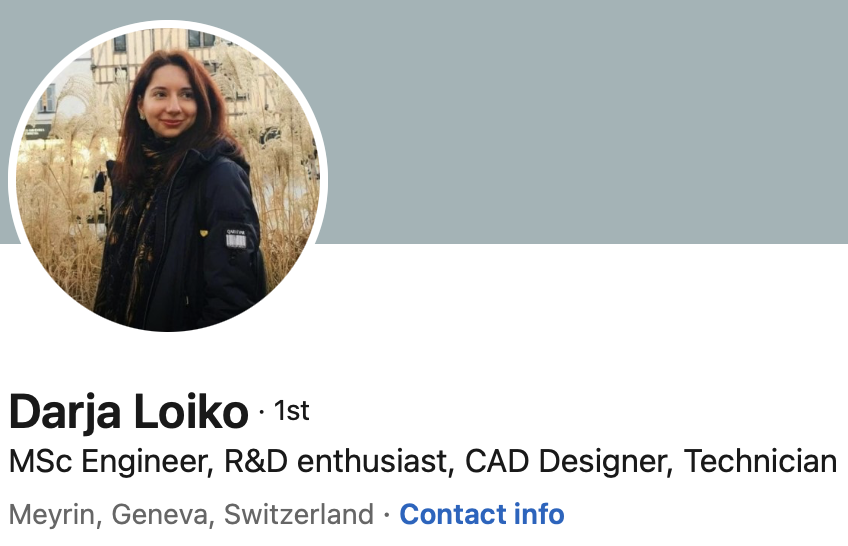 Darja Loiko · 1st
MSc Engineer, R&D enthusiast, CAD Designer, Technician
Meyrin, Geneva, Switzerland · Contact info